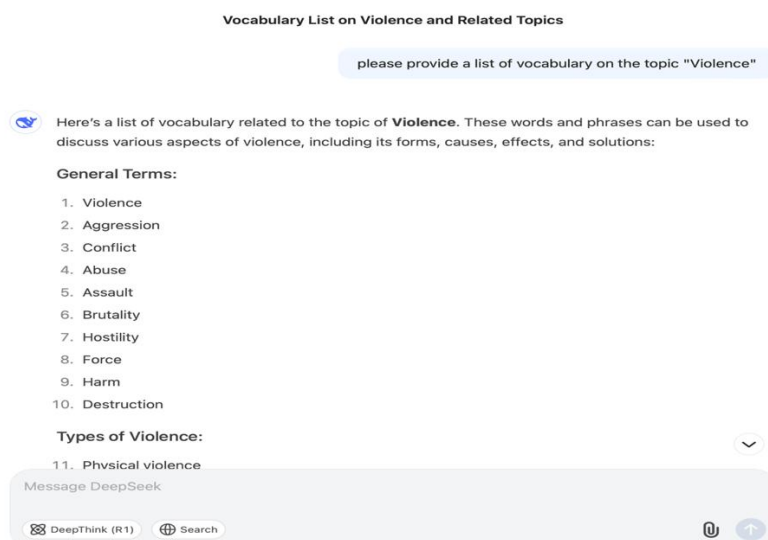 Vocabulary List on Violence and Related Topics
please provide a list of vocabulary on the topic "Violence"
Here's a list of vocabulary related to the topic of Violence. These words and phrases can be used to
discuss various aspects of violence, including its forms, causes, effects, and solutions:
General Terms:
1. Violence
2. Aggression
3. Conflict
4. Abuse
5. Assault
6. Brutality
7. Hostility
8. Force
9. Harm
10. Destruction
Types of Violence:
11. Physical violence
Message DeepSeek
DeepThink (R1) Search